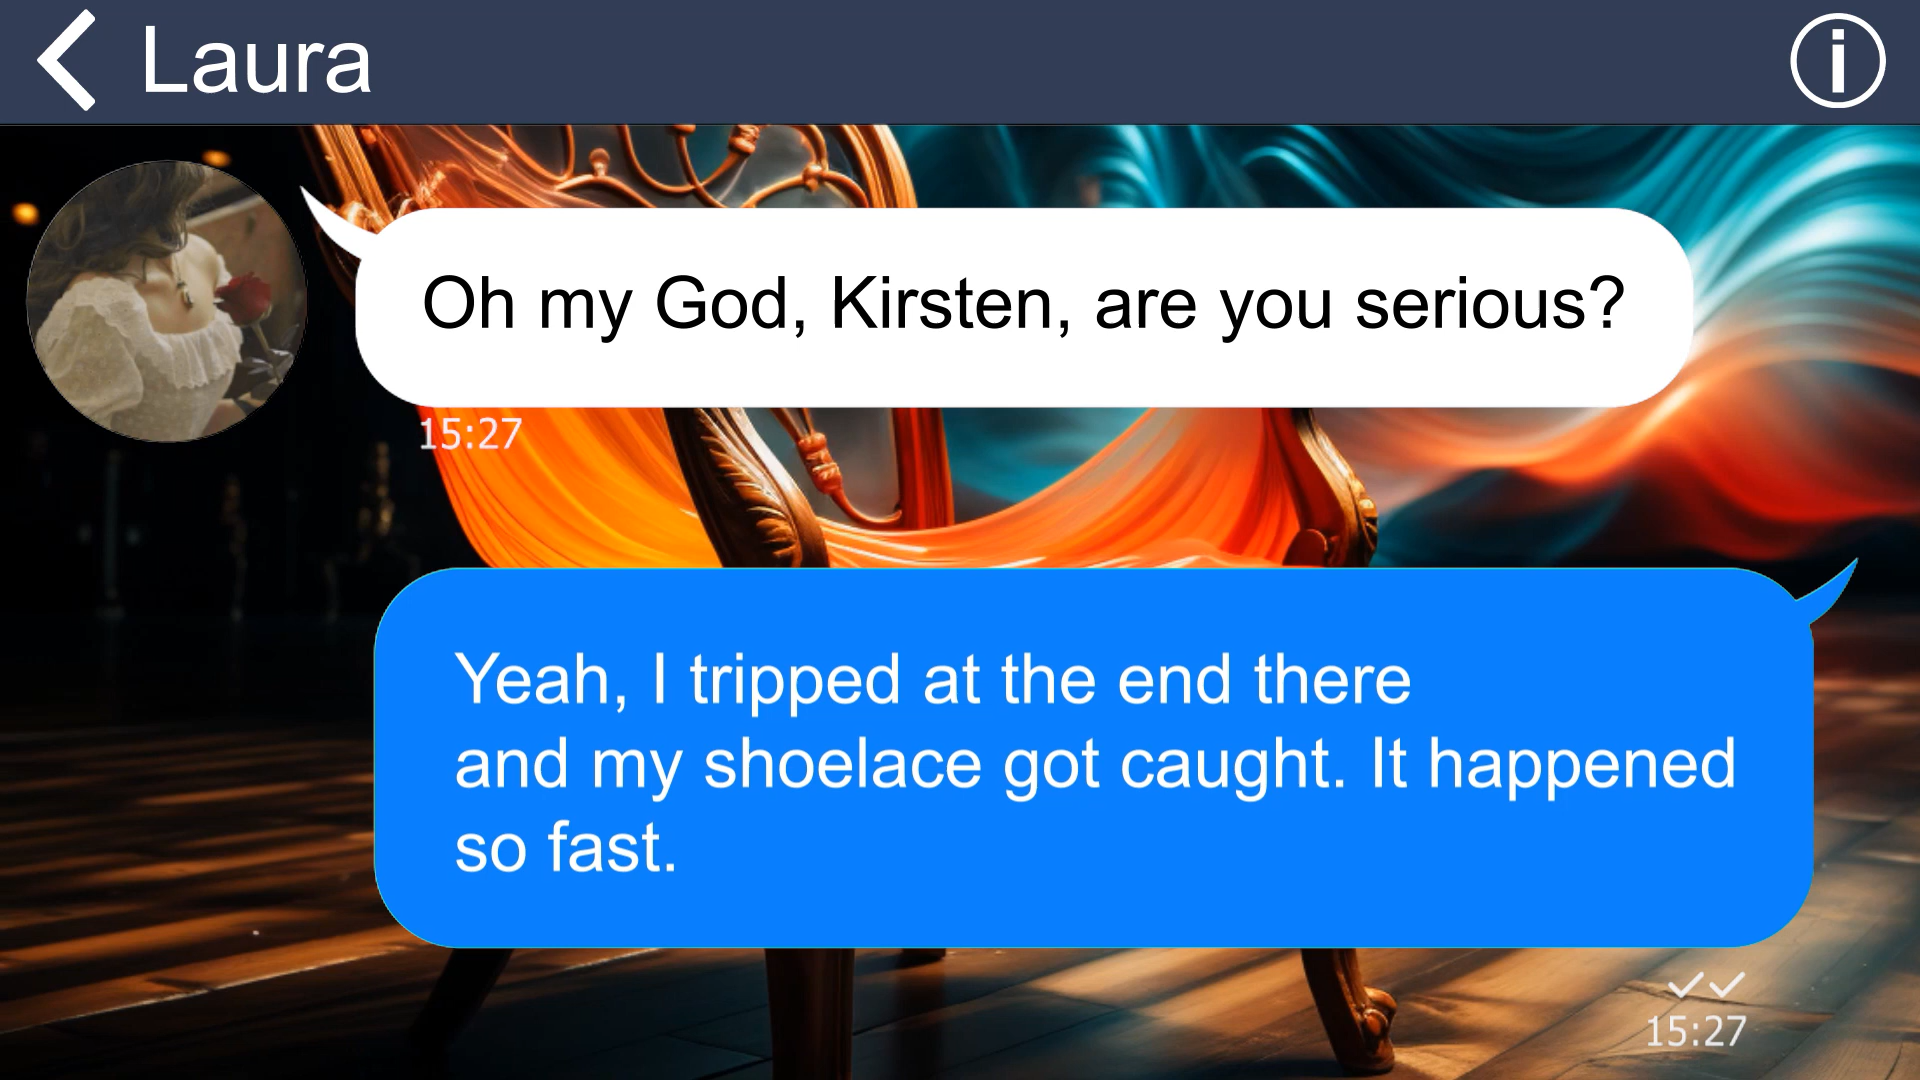 Laura
Oh my God, Kirsten, are you serious?
15:27
Yeah, I tripped at the end there
and my shoelace got caught. It happened
so fast.
15:27